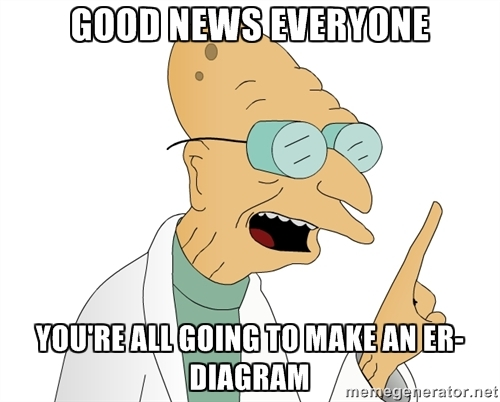 GOOD NEWS EVERYONE
YOU'RE ALL GOING TO MAKE AN ER-
DIAGRAM
memegenerator.net